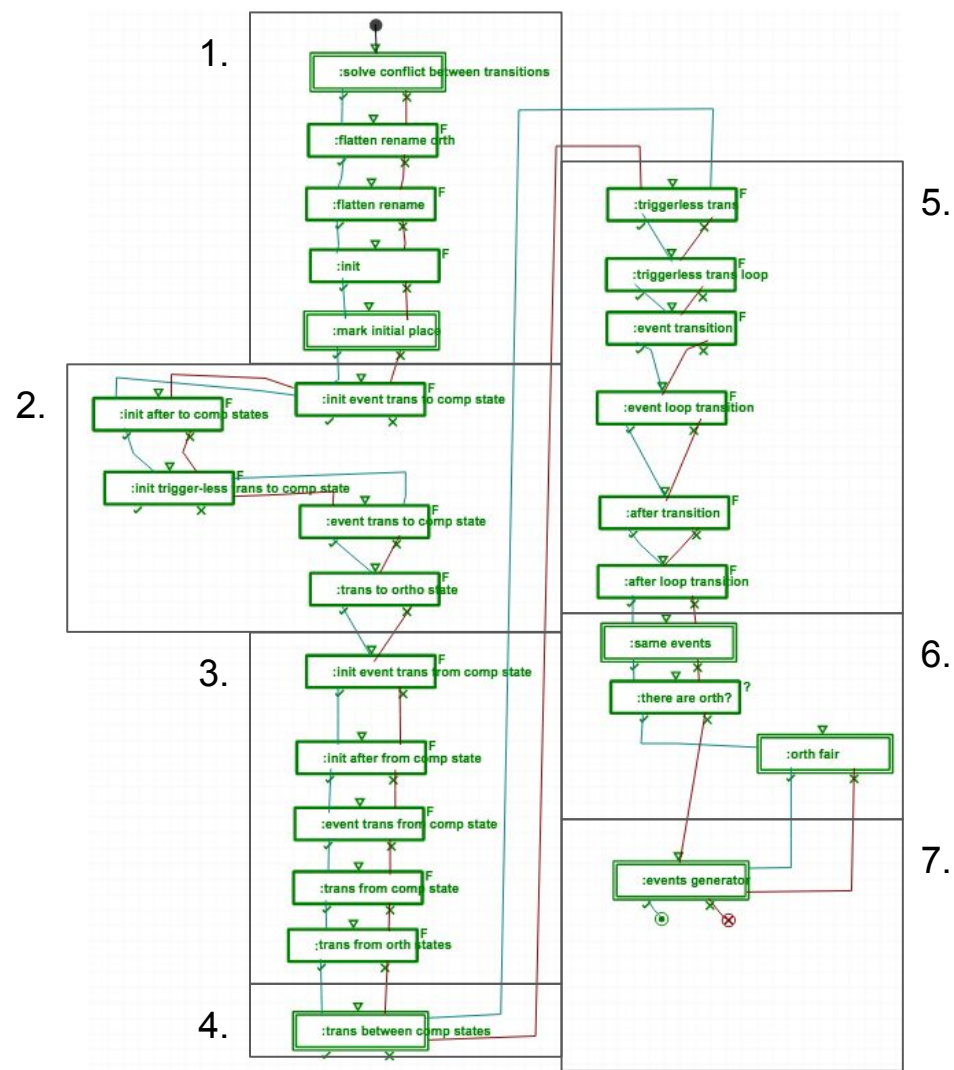 1.
:solve conflict between transitions
:flatten rename orth
F
:flatten rename
F
:init
F
:mark initial place
2.
:init event trans to comp state
F
:init after to comp states
F
:init trigger-less trans to comp state
F
:event trans to comp state
F
:trans to ortho state
F
3.
:init event trans from comp state
F
:init after from comp state
F
:event trans from comp state
F
:trans from comp state
F
:trans from orth states
F
4.
:trans between comp states
5.
:triggerless trans
F
:triggerless trans loop
F
:event transition
F
:event loop transition
F
:after transition
F
:after loop transition
F
6.
:same events
:there are orth?
?
:orth fair
7.
:events generator